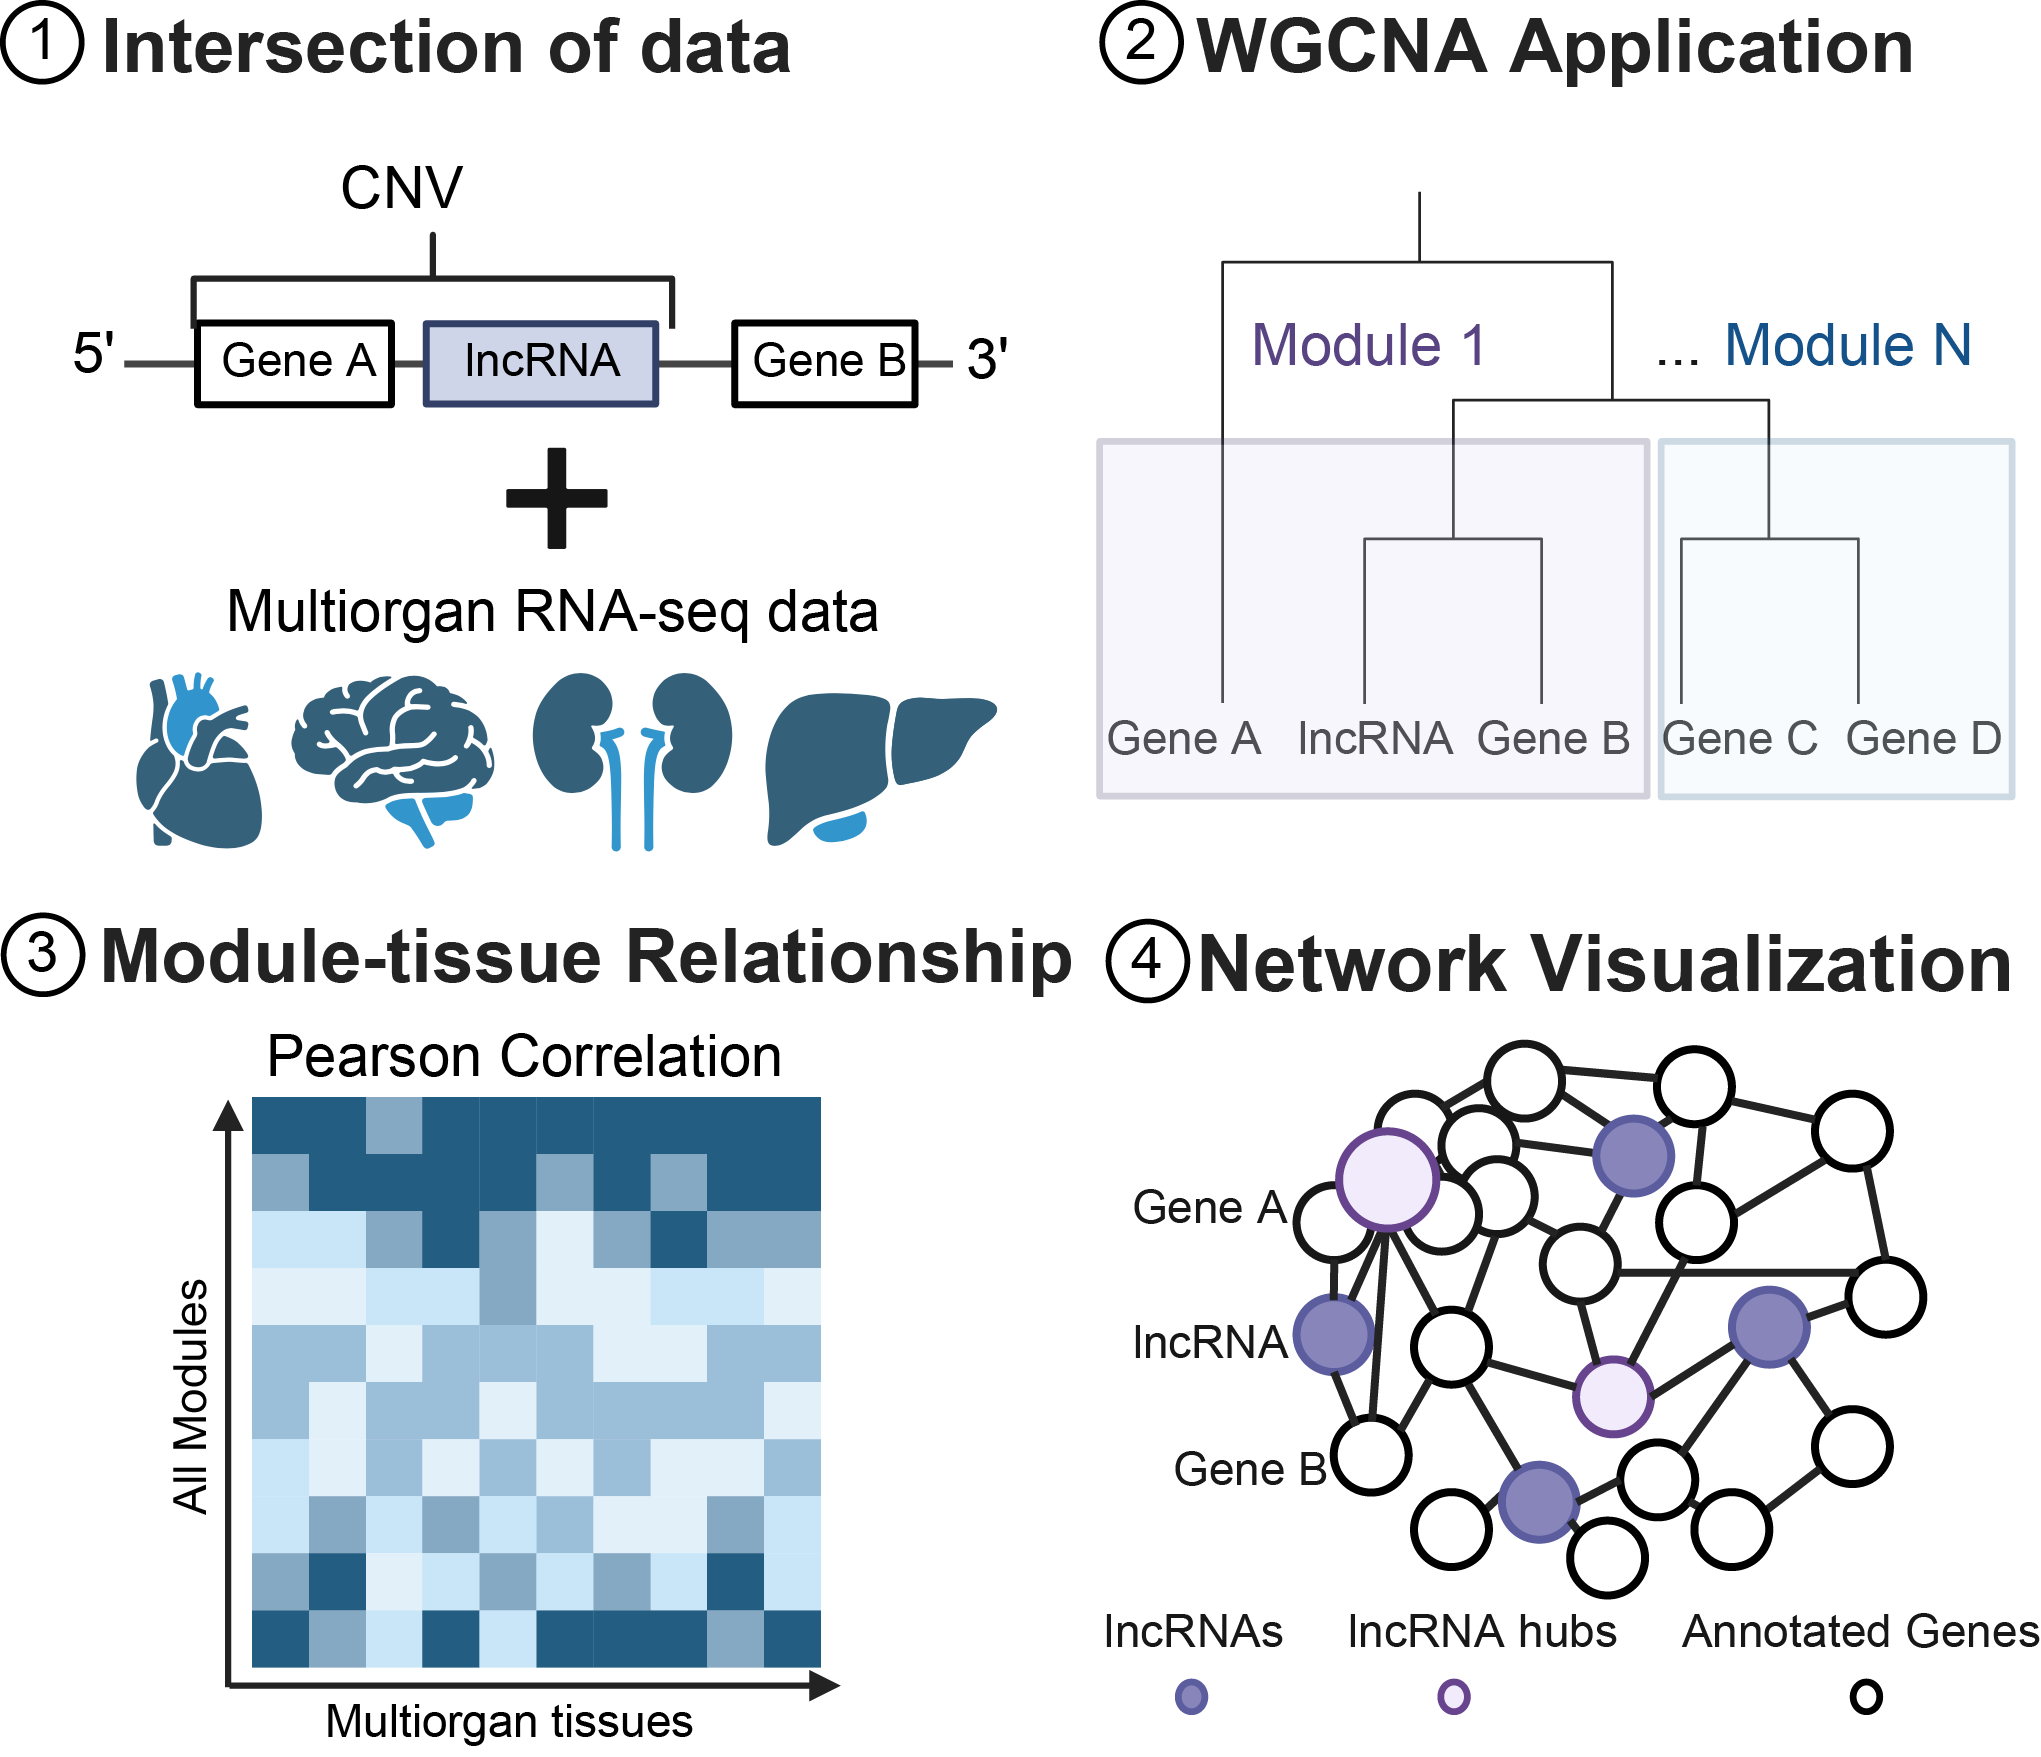 1 Intersection of data
CNV
5' Gene A lncRNA Gene B 3'
Multiorgan RNA-seq data
2 WGCNA Application
Module 1 ... Module N
Gene A lncRNA Gene B Gene C Gene D
3 Module-tissue Relationship
Pearson Correlation
All Modules
Multiorgan tissues
4 Network Visualization
Gene A
lncRNA
Gene B
lncRNAs lncRNA hubs Annotated Genes